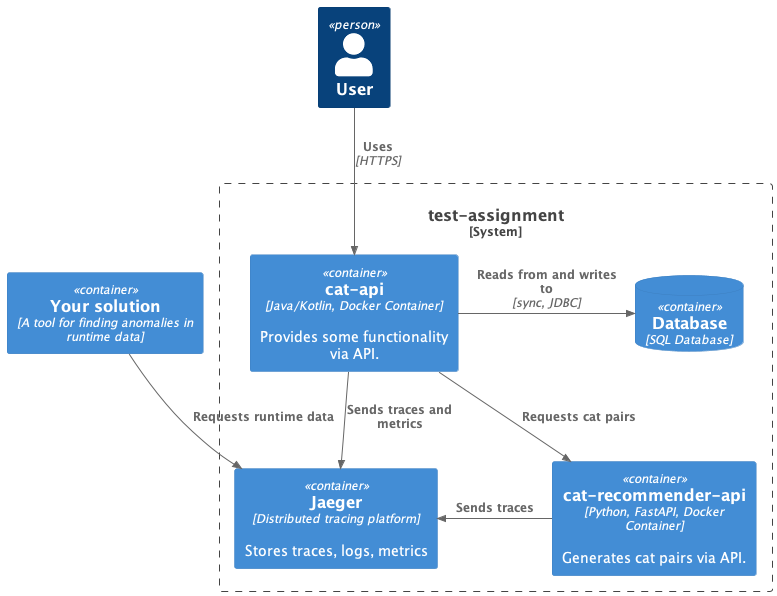 «person»
User
Uses
[HTTPS]
test-assignment
[System]
«container»
cat-api
[Java/Kotlin, Docker Container]
Provides some functionality
via API.
Reads from and writes
to
[sync, JDBC]
«container»
Database
[SQL Database]
«container»
Your solution
[A tool for finding anomalies in
runtime data]
Requests runtime data
Sends traces and
metrics
Requests cat pairs
«container»
Jaeger
[Distributed tracing platform]
Stores traces, logs, metrics
Sends traces
«container»
cat-recommender-api
[Python, FastAPI, Docker
Container]
Generates cat pairs via API.